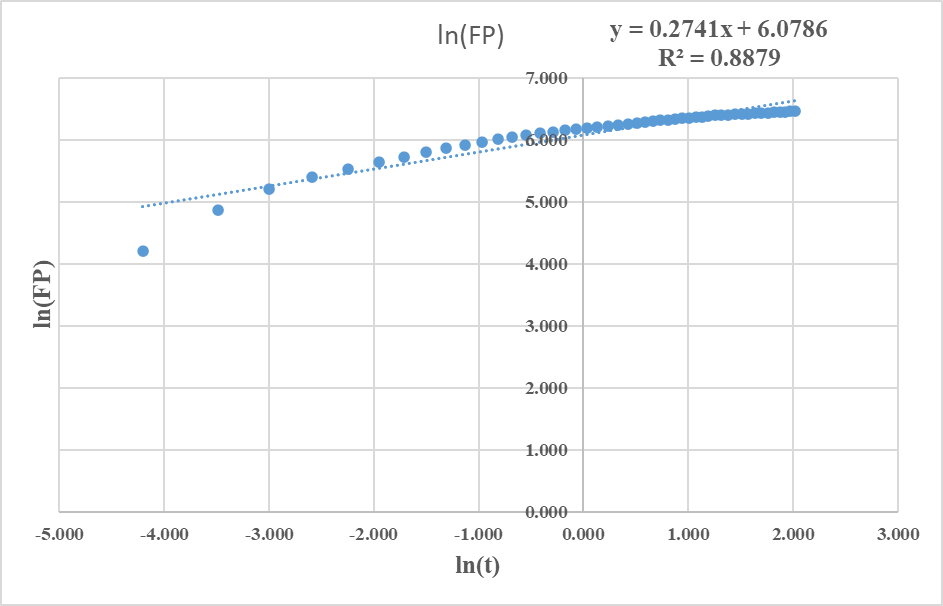 ln(FP)
y = 0.2741x + 6.0786
R² = 0.8879
7.000
6.000
5.000
4.000
3.000
2.000
1.000
0.000
ln(FP)
-5.000 -4.000 -3.000 -2.000 -1.000 0.000 1.000 2.000 3.000
ln(t)